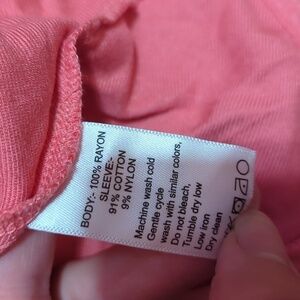 BODY:- 100% RAYON
SLEEVE:-
91% COTTON
9% NYLON
Machine wash cold
Gentle cycle
wash with similar colors,
Do not bleach,
Tumble dry low
Low iron
Dry clean